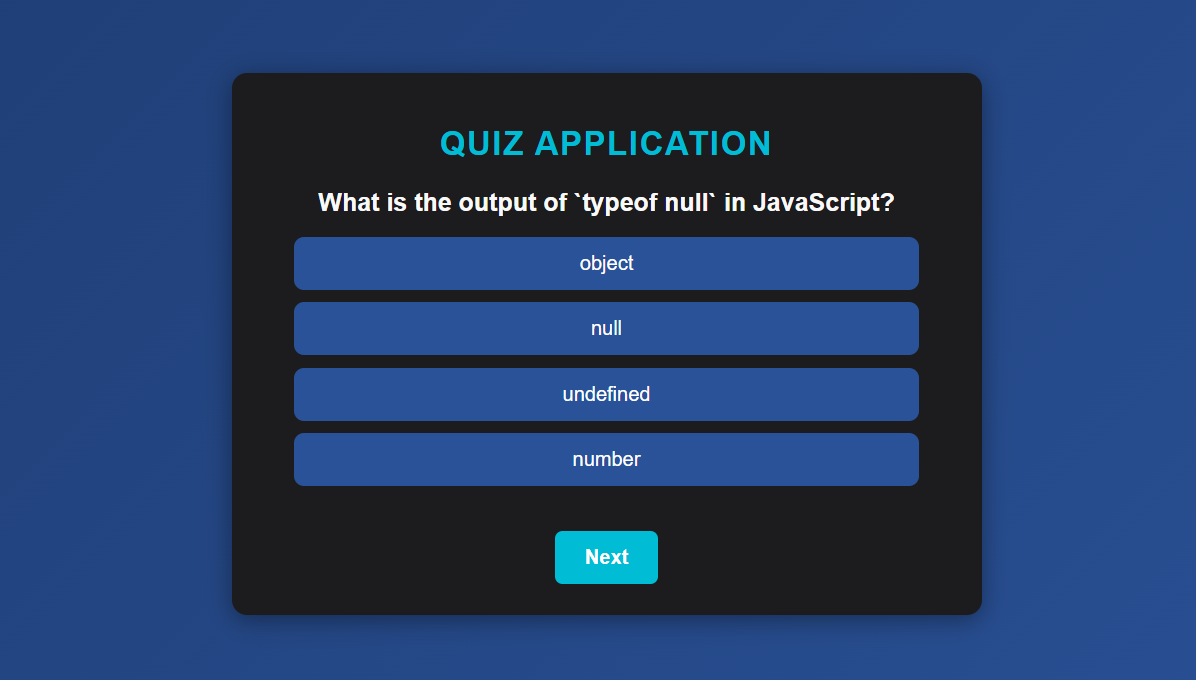 QUIZ APPLICATION
What is the output of `typeof null` in JavaScript?
object
null
undefined
number
Next